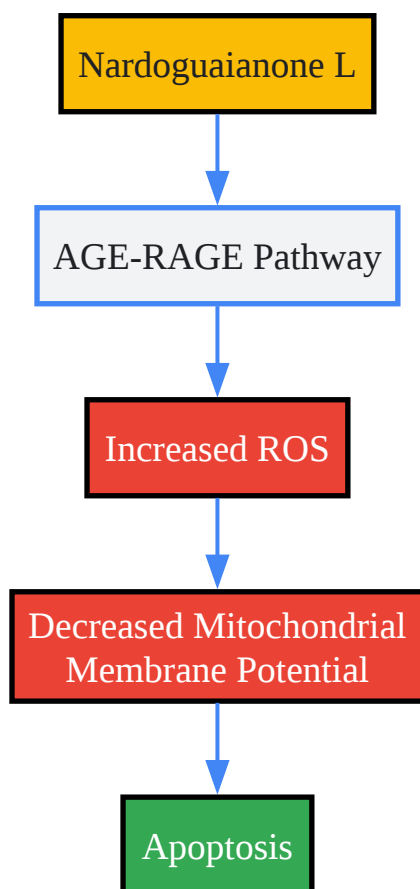 Nardoguaianone L
AGE-RAGE Pathway
Increased ROS
Decreased Mitochondrial
Membrane Potential
Apoptosis